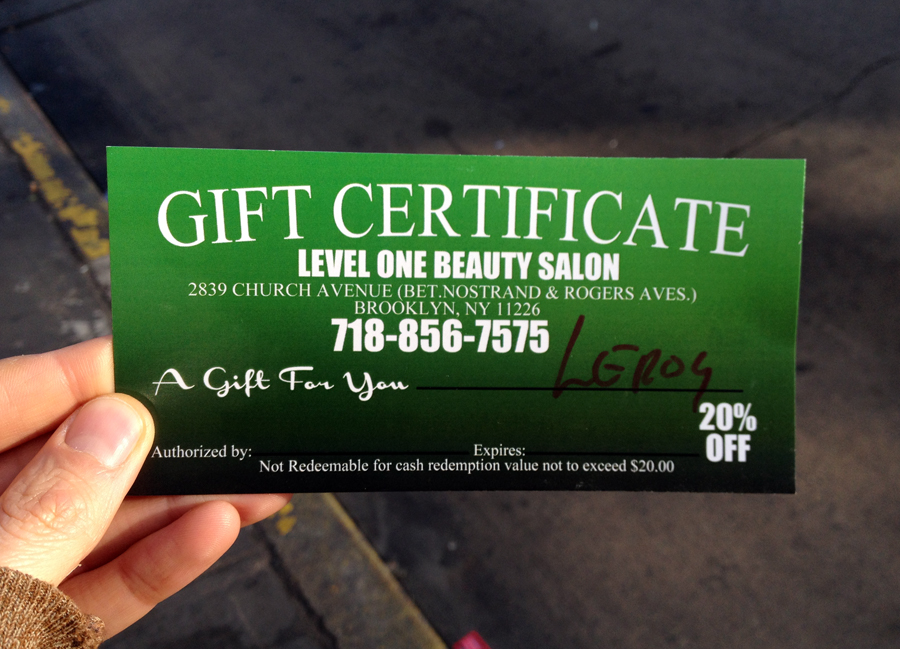 GIFT CERTIFICATE
LEVEL ONE BEAUTY SALON
2839 CHURCH AVENUE (BET.NOSTRAND & ROGERS AVES.)
BROOKLYN, NY 11226
718-856-7575
A Gift For You LEROY
20%
OFF
Authorized by: Expires:
Not Redeemable for cash redemption value not to exceed $20.00